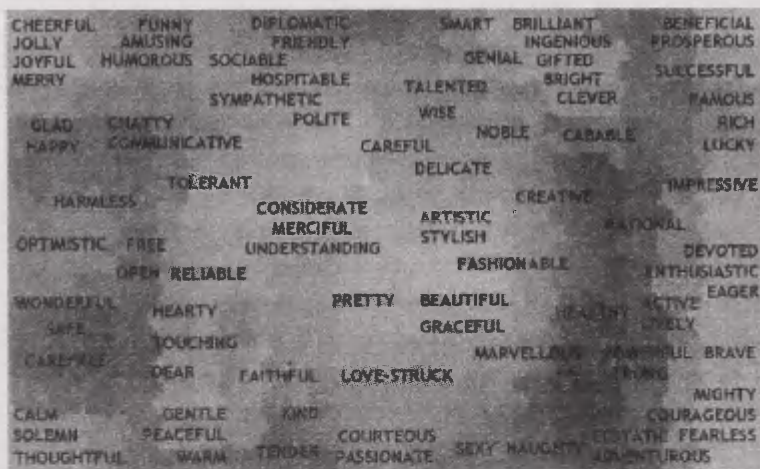 CHEERFUL FUNNY DIPLOMATIC SMART BRILLIANT BENEFICIAL
JOLLY AMUSING FRIENDLY INGENIOUS PROSPEROUS
JOYFUL HUMOROUS SOCIABLE GENIAL GIFTED
MERRY HOSPITABLE TALENTED BRIGHT SUCCESSFUL
SYMPATHETIC CLEVER FAMOUS
GLAD CHATTY POLITE WISE RICH
HAPPY COMMUNICATIVE CAREFUL NOBLE CABABLE LUCKY
DELICATE
TOLERANT IMPRESSIVE
HARMLESS CONSIDERATE CREATIVE
MERCIFUL ARTISTIC RATIONAL
OPTIMISTIC FREE UNDERSTANDING STYLISH DEVOTED
OPEN RELIABLE FASHIONABLE ENTHUSIASTIC
EAGER
WONDERFUL HEARTY PRETTY BEAUTIFUL HEALTHY ACTIVE
SAFE GRACEFUL LIVELY
TOUCHING
CAREFREE MARVELLOUS POWERFUL BRAVE
DEAR FAITHFUL LOVE-STRUCK STRONG
MIGHTY
CALM GENTLE KIND COURAGEOUS
SOLEMN PEACEFUL COURTEOUS ECSTATIC FEARLESS
THOUGHTFUL WARM TENDER PASSIONATE SEXY NAUGHTY ADVENTUROUS